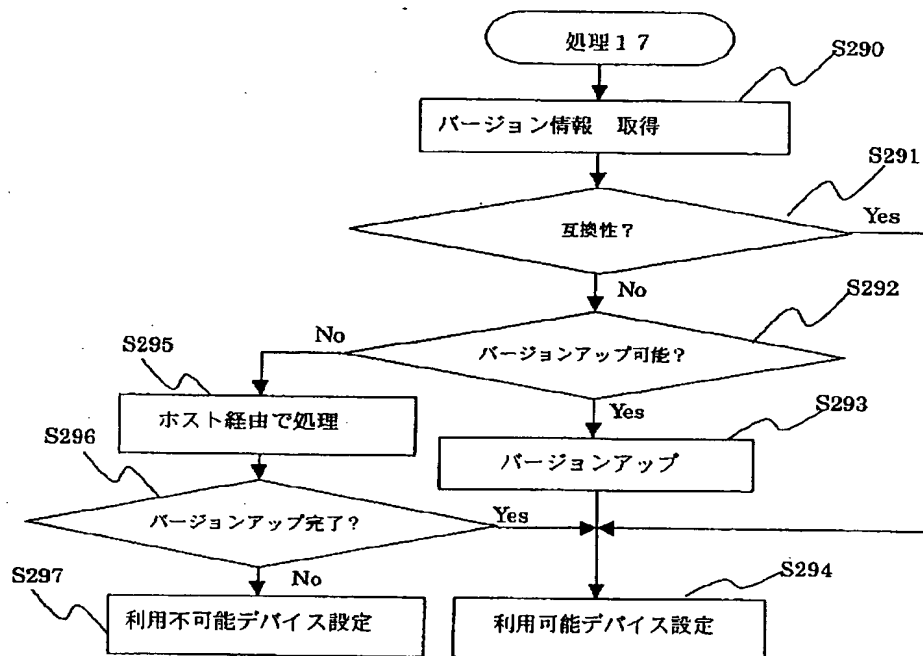 処理１７
S290
バージョン情報　取得
S291
互換性？
Yes
No
S292
バージョンアップ可能？
No
Yes
S295
ホスト経由で処理
S293
バージョンアップ
S296
バージョンアップ完了？
Yes
No
S297
利用不可能デバイス設定
S294
利用可能デバイス設定